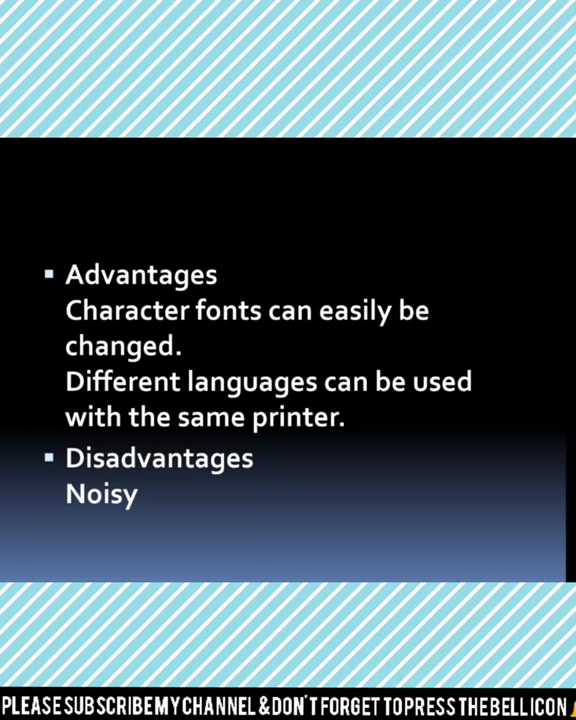 Advantages
Character fonts can easily be
changed.
Different languages can be used
with the same printer.
Disadvantages
Noisy
PLEASE SUBSCRIBE MY CHANNEL & DON'T FORGET TO PRESS THE BELL ICON